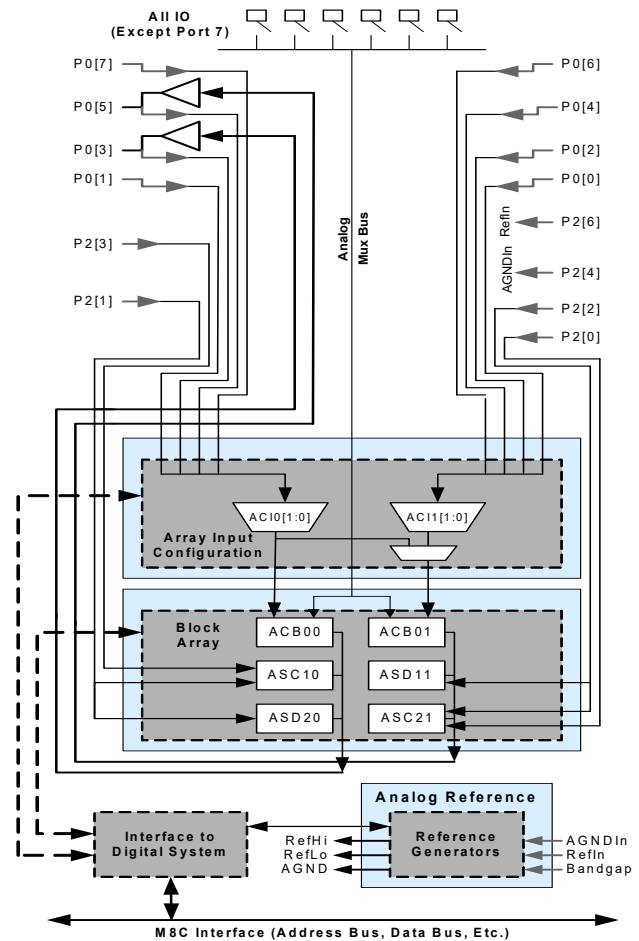 All IO
(Except Port 7)
P0[7]
P0[5]
P0[3]
P0[1]
P2[3]
P2[1]
P0[6]
P0[4]
P0[2]
P0[0]
P2[6]
P2[4]
P2[2]
P2[0]
AGNDIn RefIn
Analog
Mux Bus
ACI0[1:0]
ACI1[1:0]
Array Input
Configuration
Block
Array
ACB00
ACB01
ASC10
ASD11
ASD20
ASC21
Analog Reference
Interface to
Digital System
RefHi
RefLo
AGND
Reference
Generators
AGNDIn
RefIn
Bandgap
M8C Interface (Address Bus, Data Bus, Etc.)